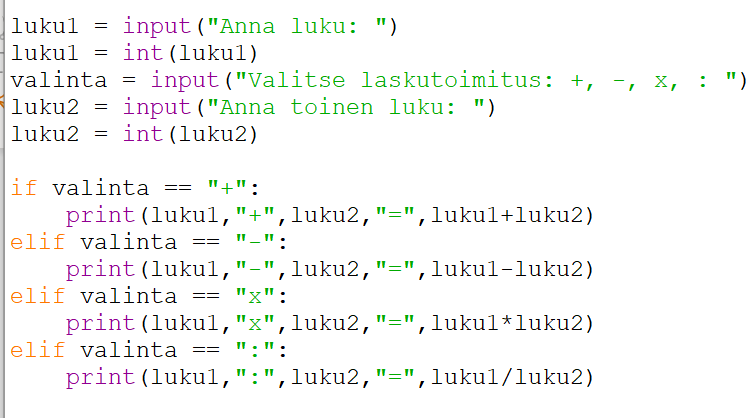 luku1 = input("Anna luku: ")
luku1 = int(luku1)
valinta = input("Valitse laskutoimitus: +, -, x, : ")
luku2 = input("Anna toinen luku: ")
luku2 = int(luku2)

if valinta == "+":
    print(luku1,"+",luku2,"=",luku1+luku2)
elif valinta == "-":
    print(luku1,"-",luku2,"=",luku1-luku2)
elif valinta == "x":
    print(luku1,"x",luku2,"=",luku1*luku2)
elif valinta == ":":
    print(luku1,":",luku2,"=",luku1/luku2)